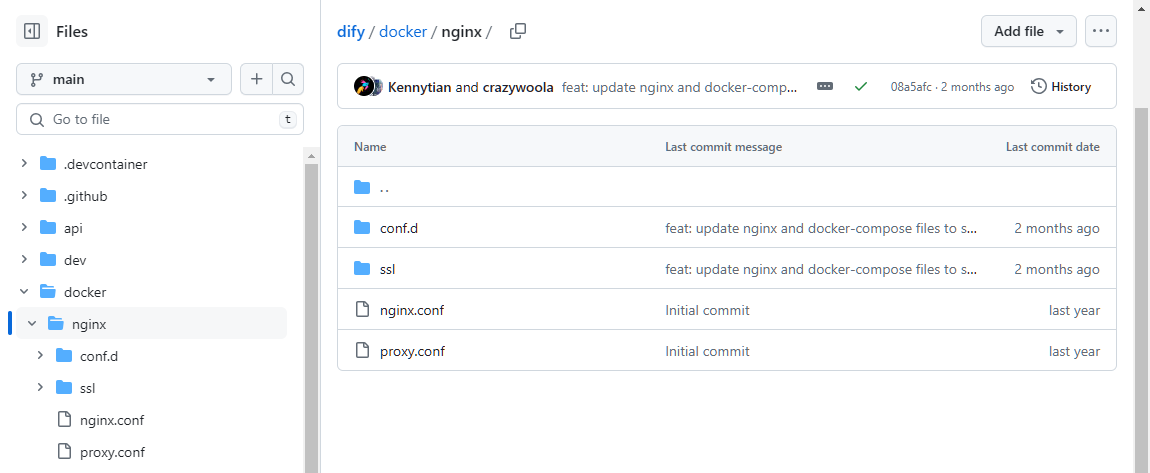 Files
main
Go to file
t
.devcontainer
.github
api
dev
docker
nginx
conf.d
ssl
nginx.conf
proxy.conf
dify / docker / nginx /
Add file
Kennytian and crazywoola feat: update nginx and docker-comp… 08a5afc · 2 months ago History
Name Last commit message Last commit date
..
conf.d feat: update nginx and docker-compose files to s… 2 months ago
ssl feat: update nginx and docker-compose files to s… 2 months ago
nginx.conf Initial commit last year
proxy.conf Initial commit last year